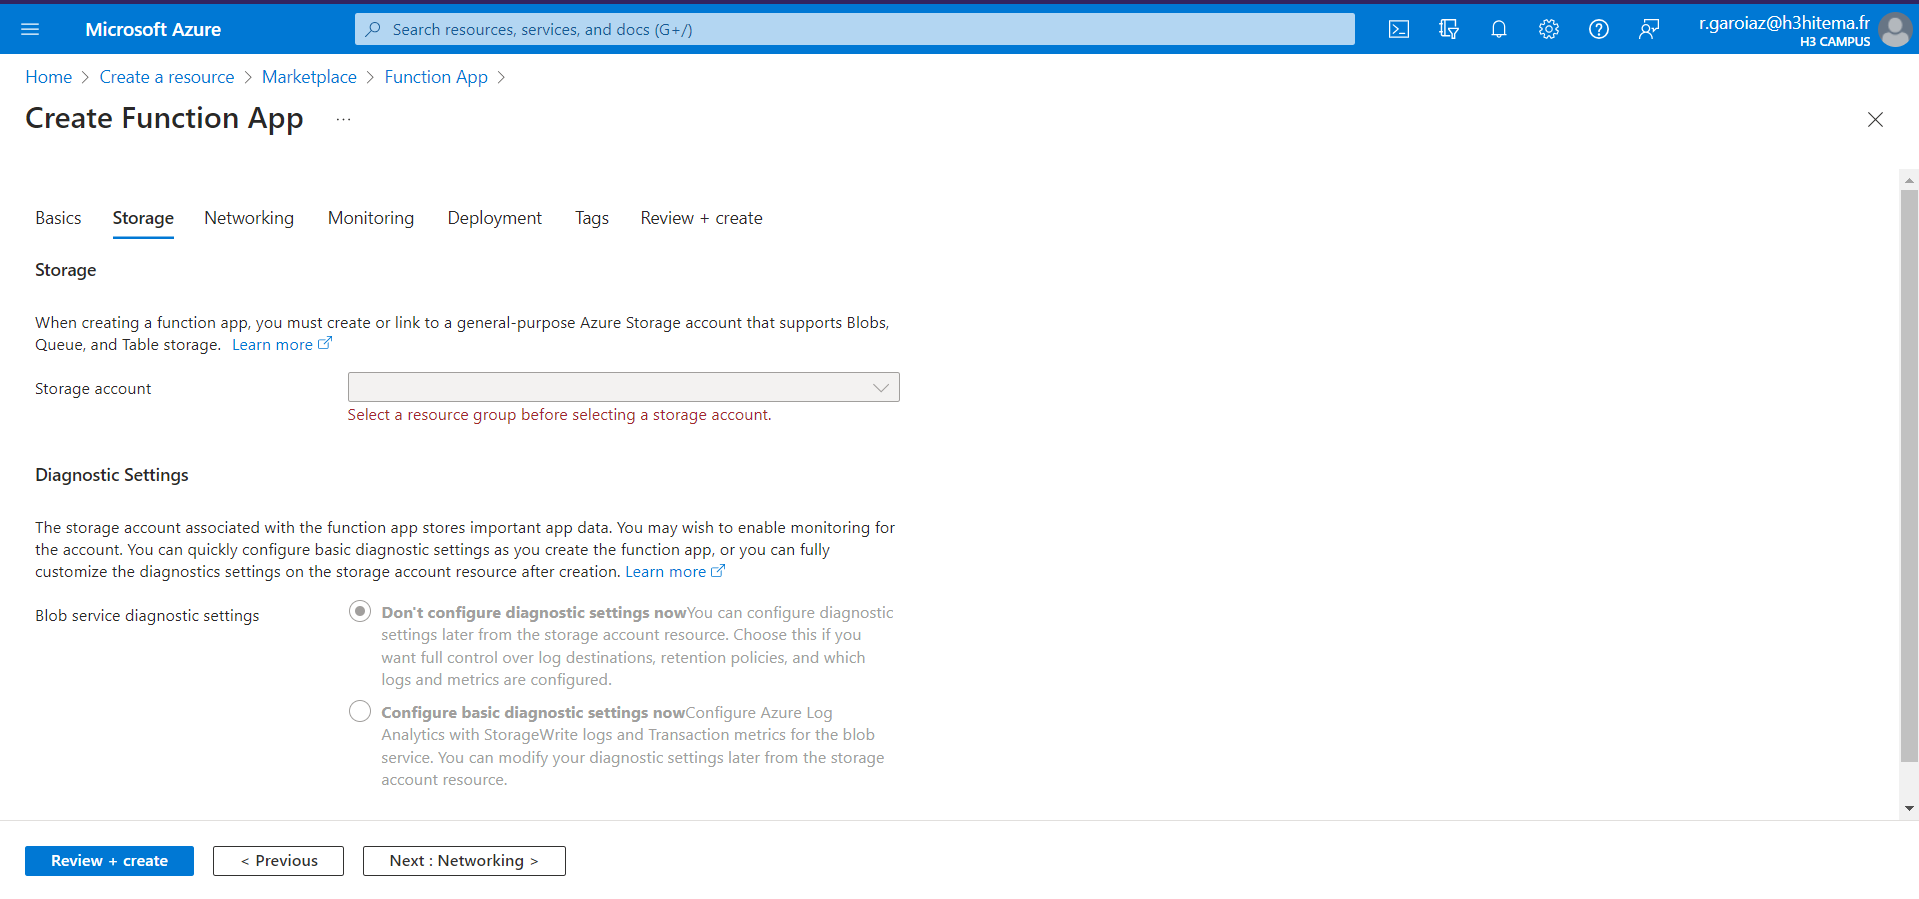 Microsoft Azure
Search resources, services, and docs (G+/)
r.garoiaz@h3hitema.fr
H3 CAMPUS
Home > Create a resource > Marketplace > Function App >
Create Function App ...
Basics Storage Networking Monitoring Deployment Tags Review + create
Storage
When creating a function app, you must create or link to a general-purpose Azure Storage account that supports Blobs,
Queue, and Table storage. Learn more
Storage account
Select a resource group before selecting a storage account.
Diagnostic Settings
The storage account associated with the function app stores important app data. You may wish to enable monitoring for
the account. You can quickly configure basic diagnostic settings as you create the function app, or you can fully
customize the diagnostics settings on the storage account resource after creation. Learn more
Blob service diagnostic settings
Don't configure diagnostic settings nowYou can configure diagnostic
settings later from the storage account resource. Choose this if you
want full control over log destinations, retention policies, and which
logs and metrics are configured.
Configure basic diagnostic settings nowConfigure Azure Log
Analytics with StorageWrite logs and Transaction metrics for the blob
service. You can modify your diagnostic settings later from the storage
account resource.
Review + create
< Previous
Next : Networking >